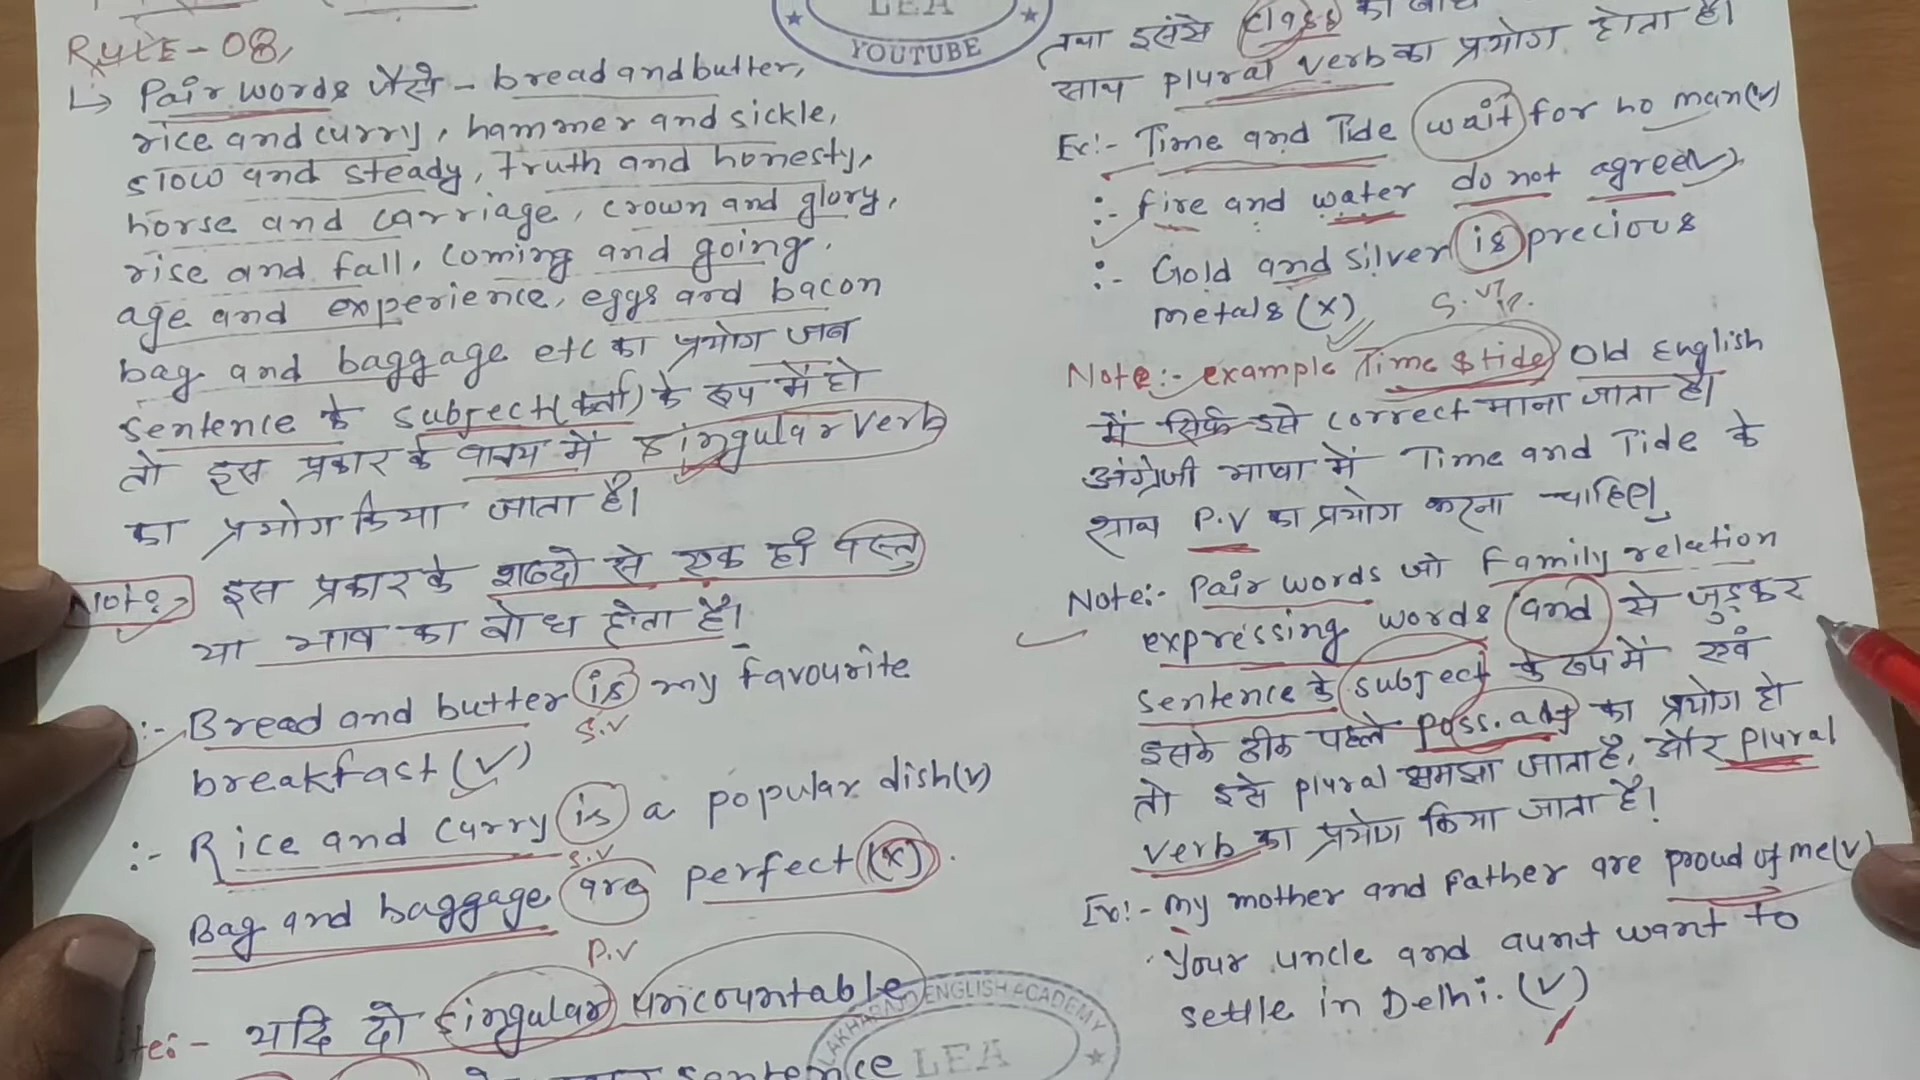 RULE-08,
↳ Pair words जैसे - bread and butter,
rice and curry, hammer and sickle,
slow and steady, truth and honesty,
horse and carriage, crown and glory,
rise and fall, coming and going,
age and experience, eggs and bacon
bag and baggage etc का प्रयोग जब
sentence के subject(कर्ता) के रूप में हो
तो इस प्रकार के वाक्य में singular verb
का प्रयोग किया जाता है।
Note:→ इस प्रकार के शब्दो से एक ही वस्तु
या भाव का बोध होता है।
:- Bread and butter is my favourite
S.V
breakfast (✓)
:- Rice and curry is a popular dish(✓)
S.V
Bag and baggage are perfect (x).
P.V
Note:- यदि दो singular uncountable
sentence
तथा इससे class का बोध
साथ plural verb का प्रयोग होता है।
Ex:- Time and Tide wait for no man(✓)
:- fire and water do not agree(✓)
:- Gold and silver is precious
metals (x)
Note:- example Time & tide Old English
में सिर्फ इसे correct माना जाता है।
अंग्रेजी भाषा में Time and Tide के
साथ P.V का प्रयोग करना चाहिए।
Note:- Pair words जो family relation
expressing words and से जुड़कर
sentence के subject के रूप में एवं
इसके ठीक पहले poss. adj का प्रयोग हो
तो इसे plural समझा जाता है, और plural
verb का प्रयोग किया जाता है।
Ex:- my mother and Father are proud of me(✓)
Your uncle and aunt want to
settle in Delhi. (✓)
LEA
YOUTUBE
LAKHARAJO ENGLISH ACADEMY
LEA